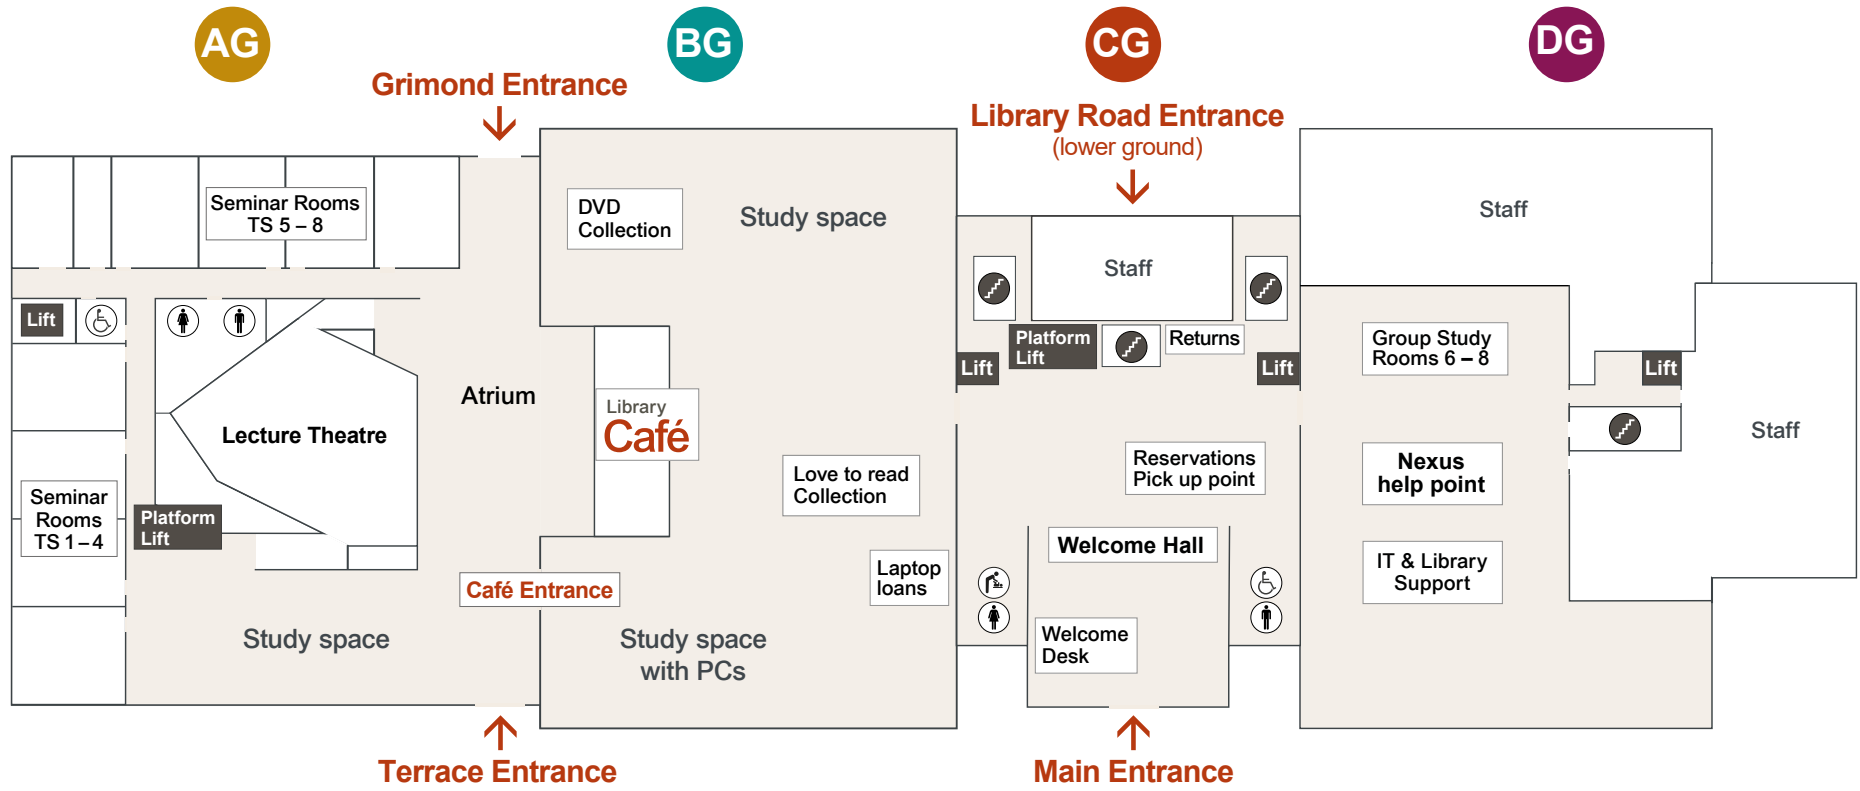 AG
BG
CG
DG
Grimond Entrance
Library Road Entrance
(lower ground)
Seminar Rooms
TS 5 – 8
DVD
Collection
Study space
Staff
Staff
Lift
Platform
Lift
Returns
Lift
Lift
Group Study
Rooms 6 – 8
Lift
Atrium
Library
Café
Lecture Theatre
Staff
Love to read
Collection
Reservations
Pick up point
Nexus
help point
Seminar
Rooms
TS 1 – 4
Platform
Lift
Welcome Hall
Café Entrance
Laptop
loans
IT & Library
Support
Study space
Study space
with PCs
Welcome
Desk
Terrace Entrance
Main Entrance